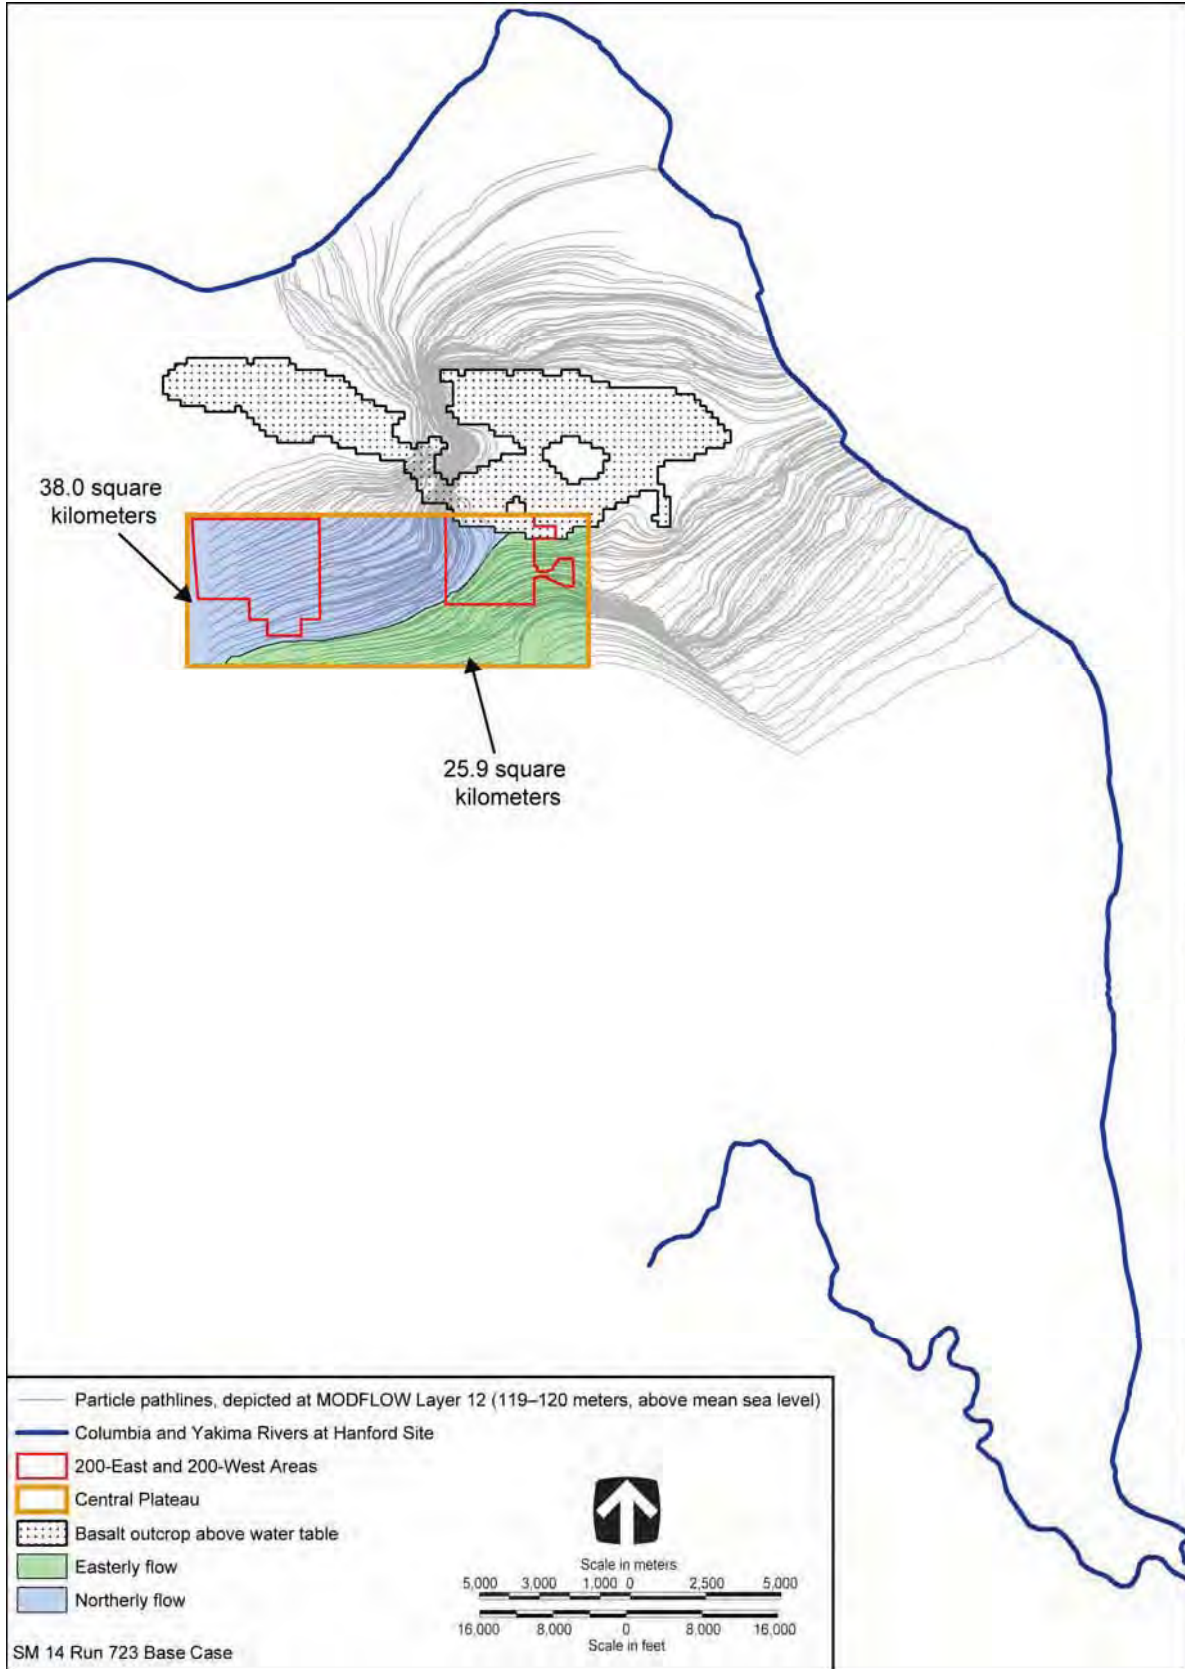 38.0 square
kilometers
25.9 square
kilometers
Particle pathlines, depicted at MODFLOW Layer 12 (119–120 meters, above mean sea level)
Columbia and Yakima Rivers at Hanford Site
200-East and 200-West Areas
Central Plateau
Basalt outcrop above water table
Easterly flow
Northerly flow
SM 14 Run 723 Base Case
Scale in meters
5,000 3,000 1,000 0 2,500 5,000
16,000 8,000 0 8,000 16,000
Scale in feet